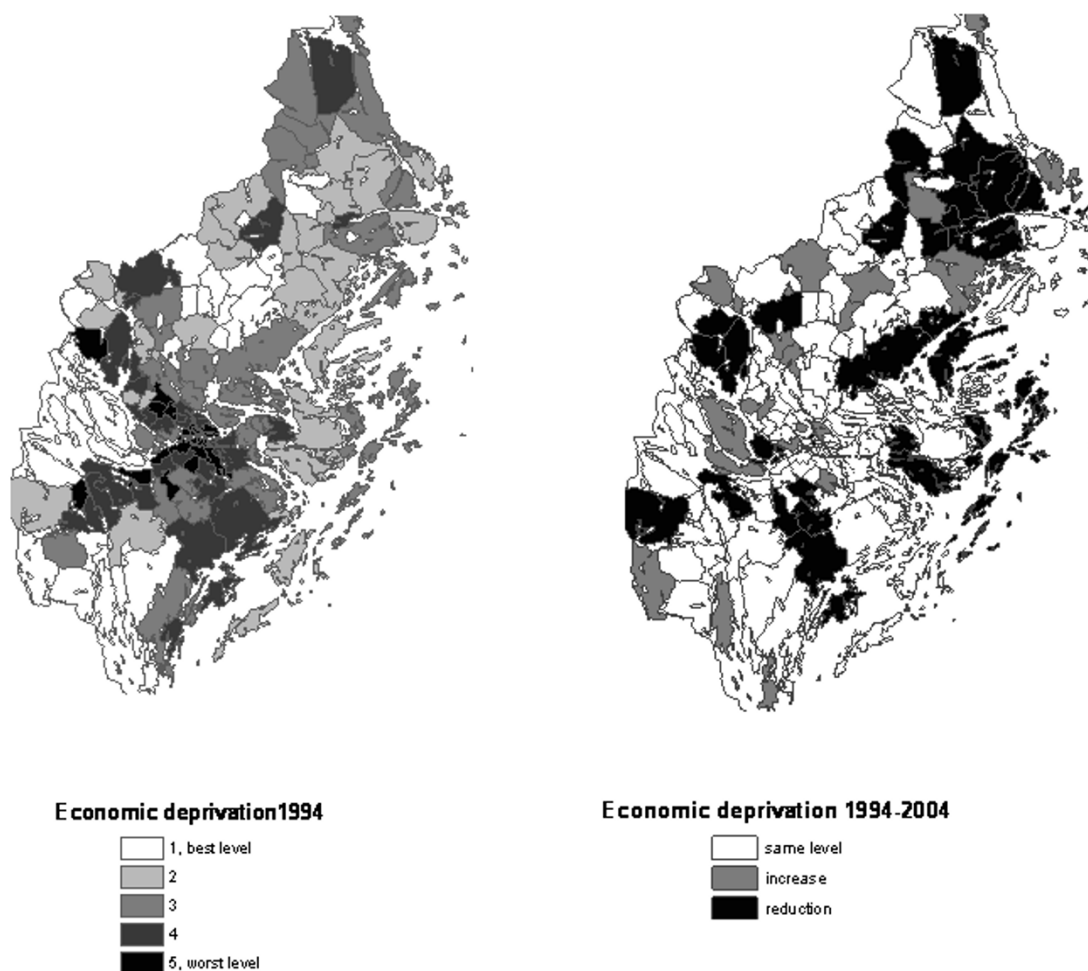 Economic deprivation1994
1, best level
2
3
4
5, worst level
Economic deprivation 1994-2004
same level
increase
reduction